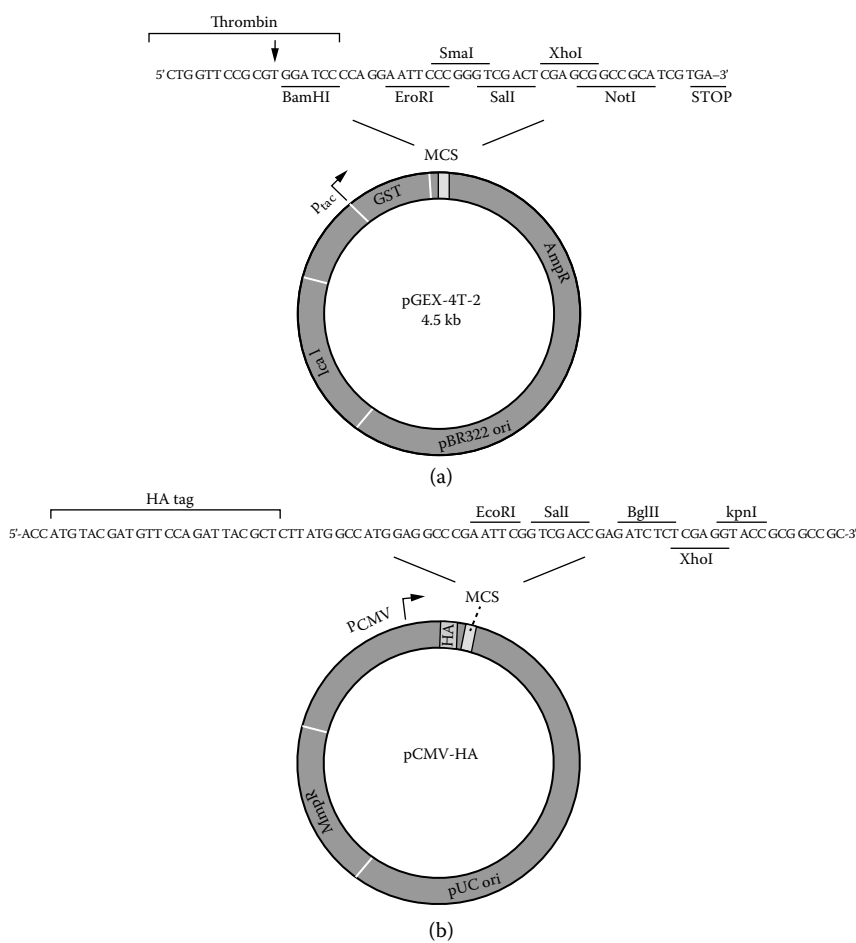 Thrombin
SmaI XhoI
5'CTG GTT CCG CGT GGA TCC CCA GGA ATT CCC GGG TCG ACT CGA GCG GCC GCA TCG TGA–3'
BamHI EroRI SalI NotI STOP
MCS
Ptac
GST
AmpR
pGEX-4T-2
4.5 kb
Ica I
pBR322 ori
(a)
HA tag
EcoRI SalI BglII kpnI
5'-ACC ATG TAC GAT GTT CCA GAT TAC GCT CTT ATG GCC ATG GAG GCC CGA ATT CGG TCG ACC GAG ATC TCT CGA GGT ACC GCG GCC GC-3'
XhoI
MCS
PCMV
HA
pCMV-HA
MmpR
pUC ori
(b)